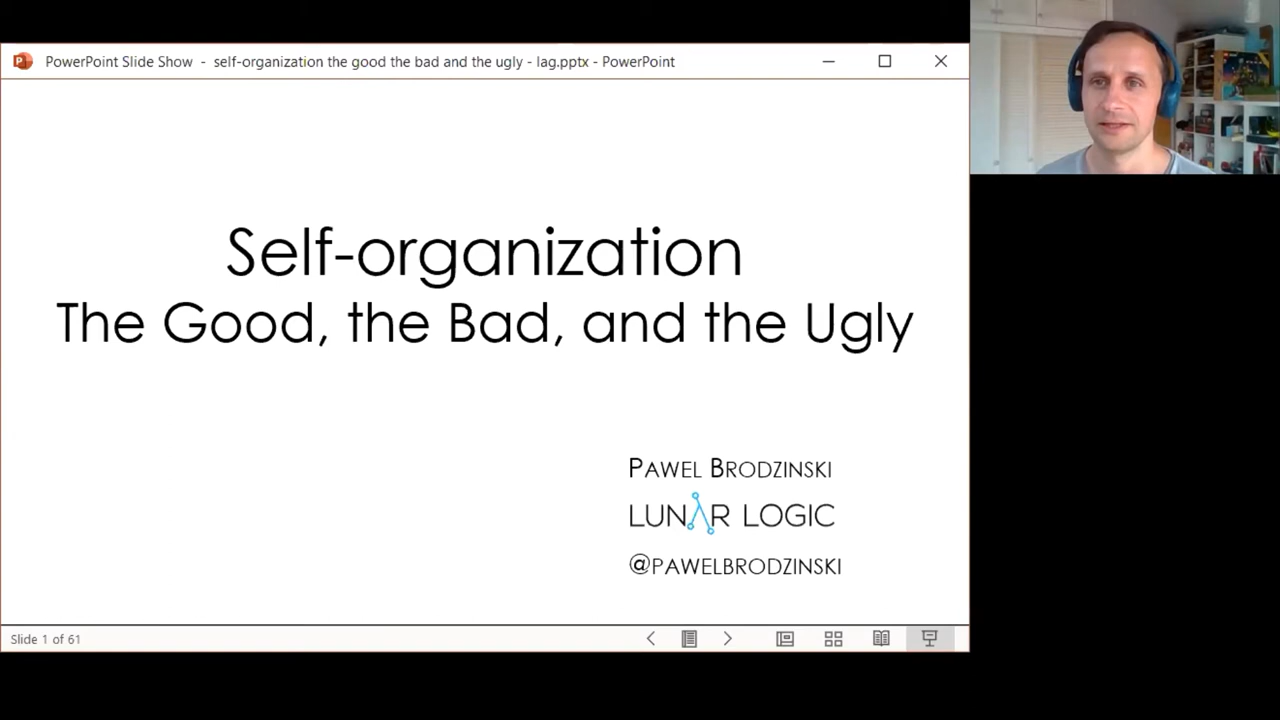 PowerPoint Slide Show - self-organization the good the bad and the ugly - lag.pptx - PowerPoint
Self-organization
The Good, the Bad, and the Ugly
PAWEL BRODZINSKI
LUNAR LOGIC
@PAWELBRODZINSKI
Slide 1 of 61